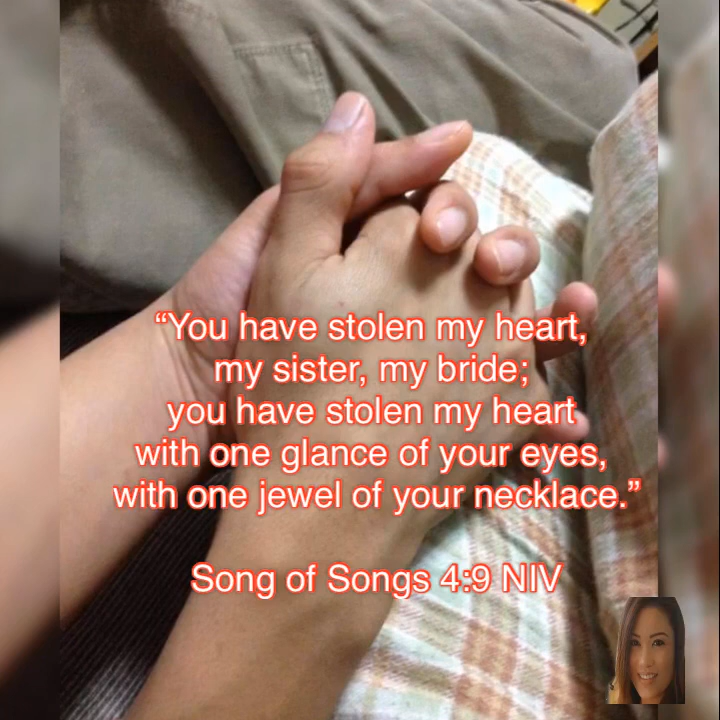 “You have stolen my heart,
my sister, my bride;
you have stolen my heart
with one glance of your eyes,
with one jewel of your necklace.”
Song of Songs 4:9 NIV